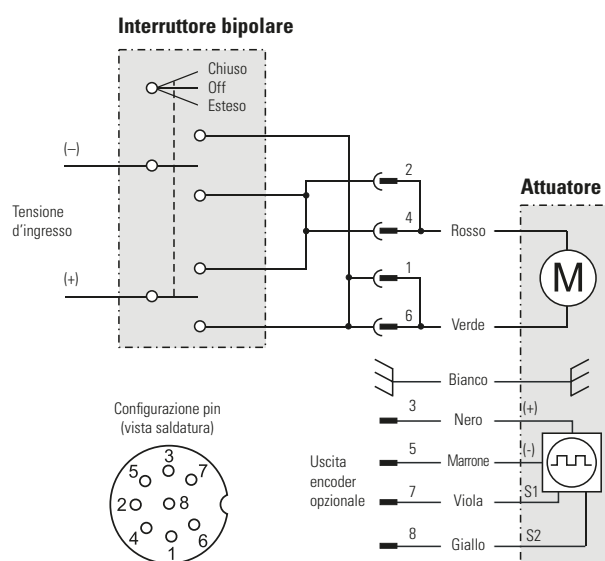 Interruttore bipolare
Chiuso
Off
Esteso
(–)
2
Attuatore
Tensione
d'ingresso
4
Rosso
M
(+)
1
6
Verde
Bianco
Configurazione pin
(vista saldatura)
3
Nero
(+)
Uscita
encoder
opzionale
5
Marrone
(-)
7
Viola
S1
8
Giallo
S2
3
5
7
2
8
4
6
1